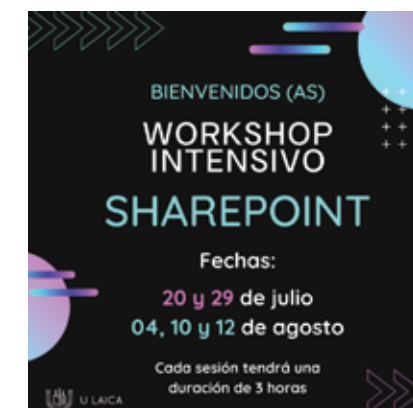 BIENVENIDOS (AS)
WORKSHOP
INTENSIVO
SHAREPOINT
Fechas:
20 y 29 de julio
04, 10 y 12 de agosto
Cada sesión tendrá una
duración de 3 horas
U LAICA